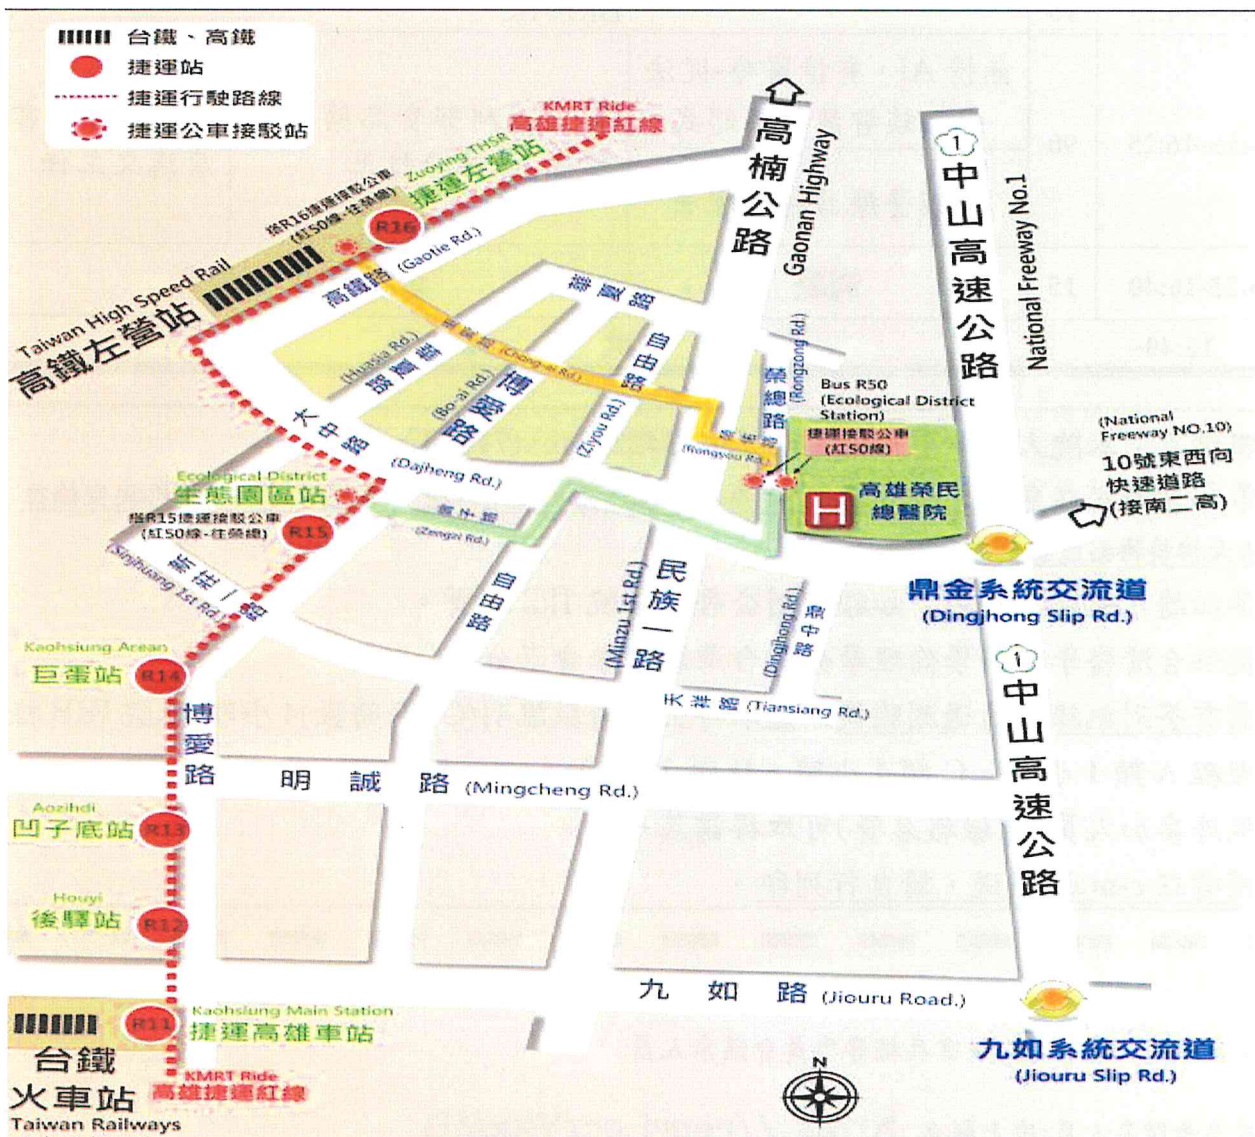 台鐵、高鐵
捷運站
捷運行駛路線
捷運公車接駁站
KMRT Ride
高雄捷運紅線
Zuoying THSR
捷運左營站
搭R16捷運接駁公車
(紅50線-往榮總)
R16
Taiwan High Speed Rail
高鐵左營站
高鐵路 (Gaotie Rd.)
高楠公路
Gaonan Highway
1
中山高速公路
National Freeway No.1
雄夏路
自由路
(Ziyou Rd.)
(Huasia Rd.)
華夏路
(Bo-ai Rd.)
博愛路
(Chong-ai Rd.)
榮總路
(Rongzong Rd.)
Bus R50
(Ecological District
Station)
捷運接駁公車
(紅50線)
(Rongyou Rd.)
高雄榮民
總醫院
H
(National
Freeway NO.10)
10號東西向
快速道路
(接南二高)
大中路
(Dajheng Rd.)
Ecological District
生態園區站
搭R15捷運接駁公車
(紅50線-往榮總)
R15
(Zengzi Rd.)
新莊一路
(Sinjhuang 1st Rd.)
自由路
民族一路
(Minzu 1st Rd.)
鼎中路
(Dingjhong Rd.)
鼎金系統交流道
(Dingjhong Slip Rd.)
Kaohsiung Arean
巨蛋站
R14
天祥路 (Tiansiang Rd.)
博愛路
明誠路 (Mingcheng Rd.)
1
中山高速公路
Aozihdi
凹子底站
R13
Houyi
後驛站
R12
九如路 (Jiouru Road.)
R11
Kaohsiung Main Station
捷運高雄車站
台鐵
火車站
Taiwan Railways
KMRT Ride
高雄捷運紅線
N
九如系統交流道
(Jiouru Slip Rd.)